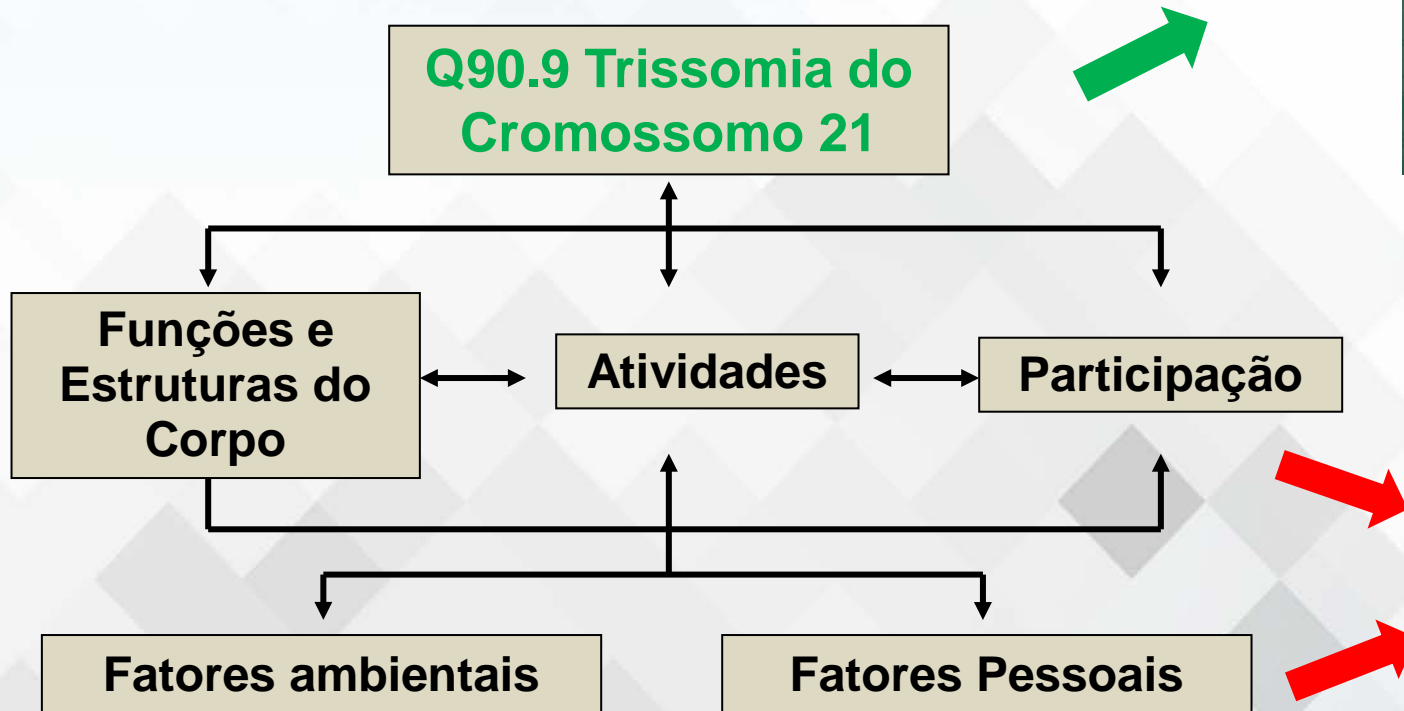 Q90.9 Trissomia do
Cromossomo 21
Funções e
Estruturas do
Corpo
Atividades
Participação
Fatores ambientais
Fatores Pessoais